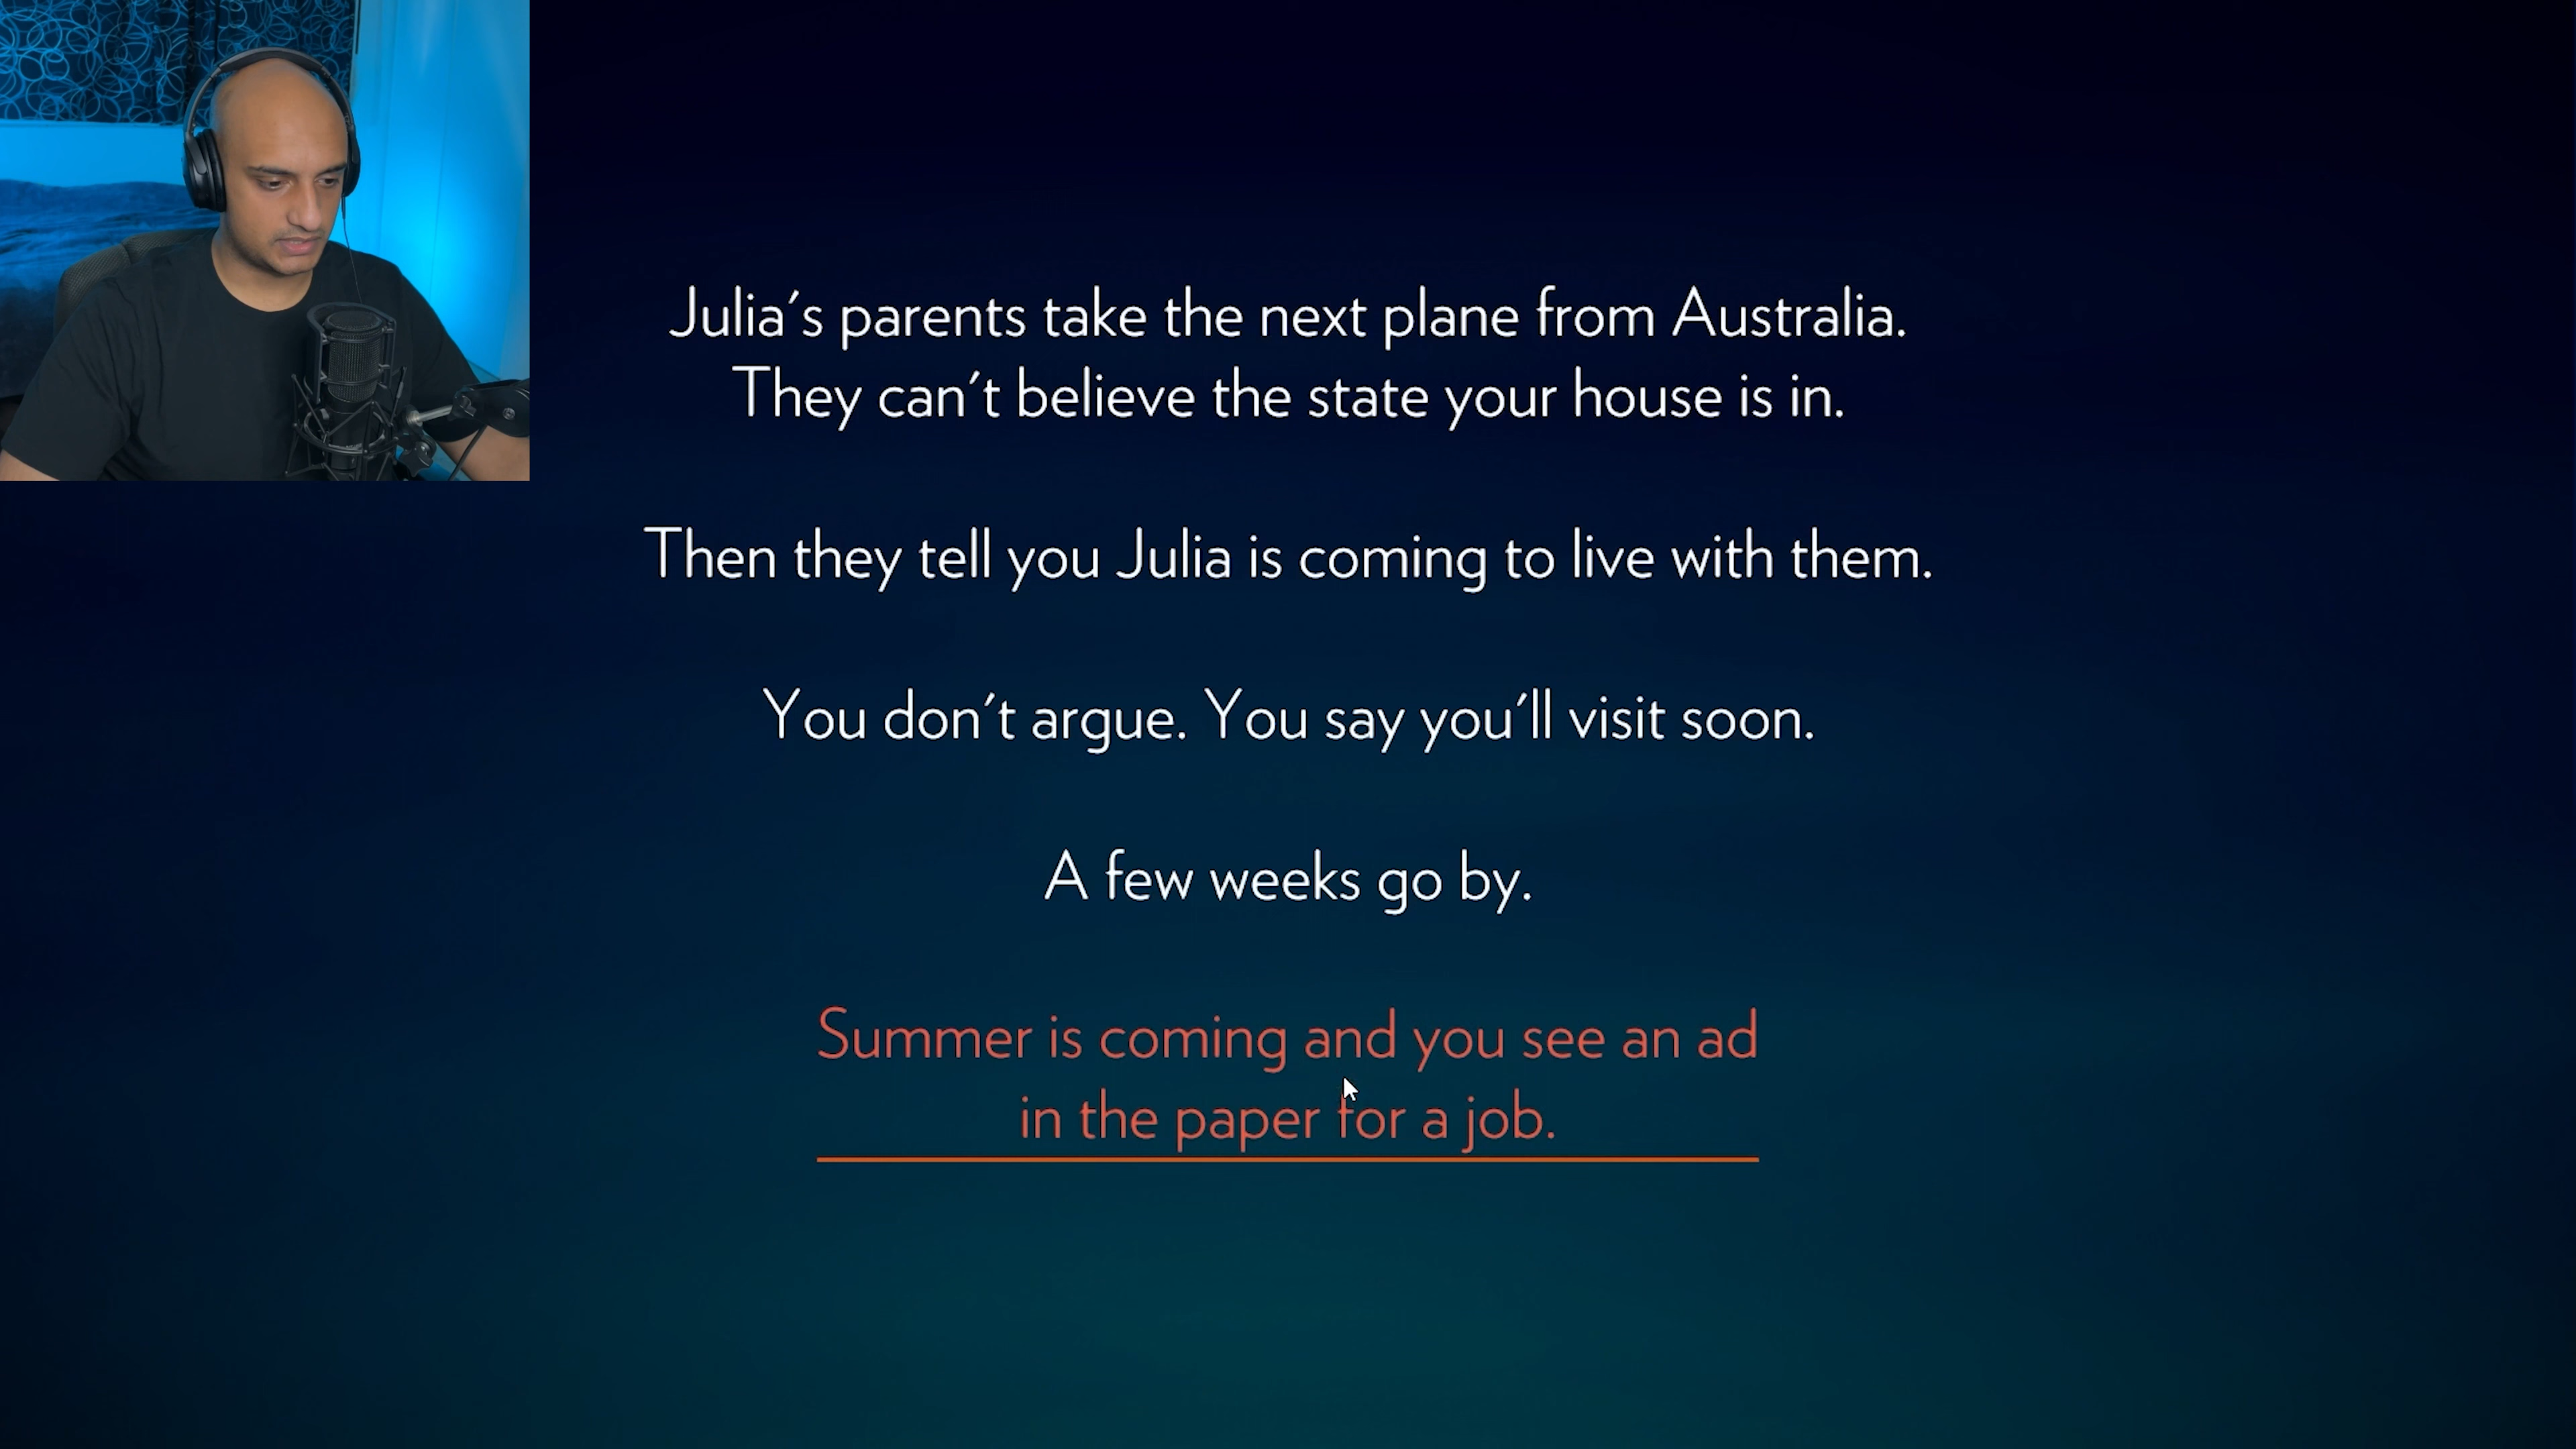 Julia's parents take the next plane from Australia.
They can't believe the state your house is in.
Then they tell you Julia is coming to live with them.
You don't argue. You say you'll visit soon.
A few weeks go by.
Summer is coming and you see an ad
in the paper for a job.